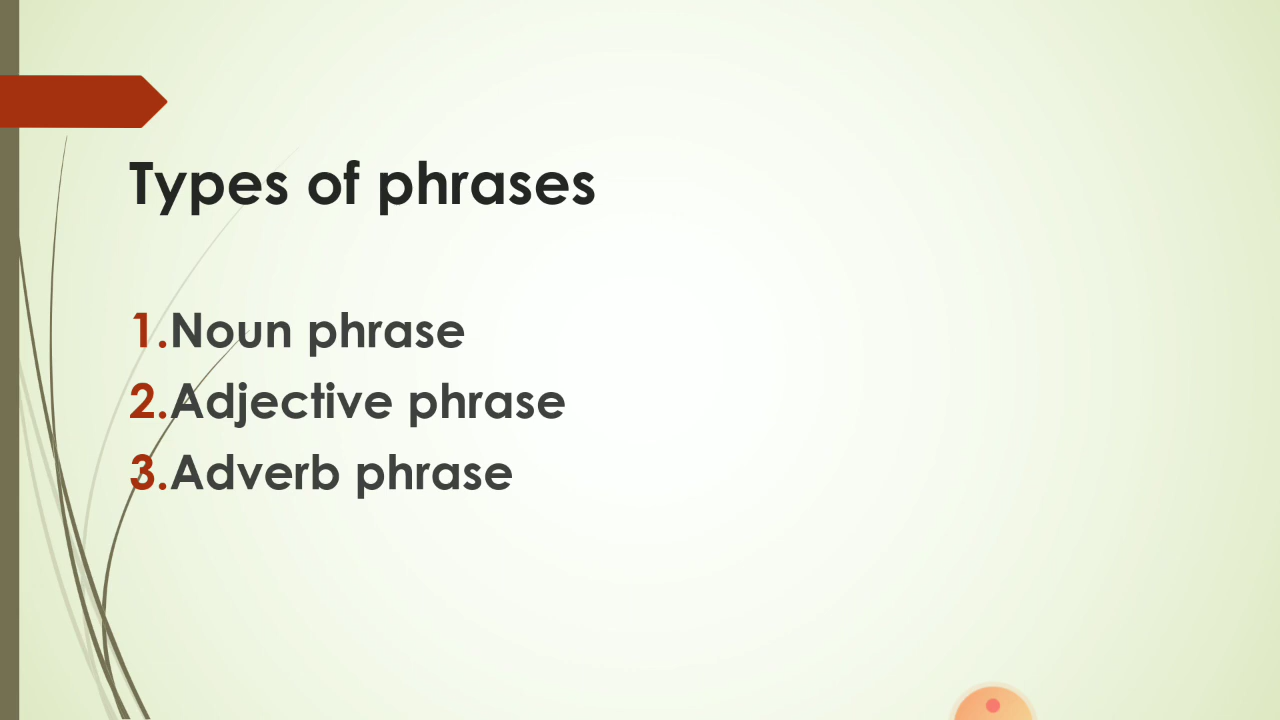 Types of phrases
1.Noun phrase
2.Adjective phrase
3.Adverb phrase